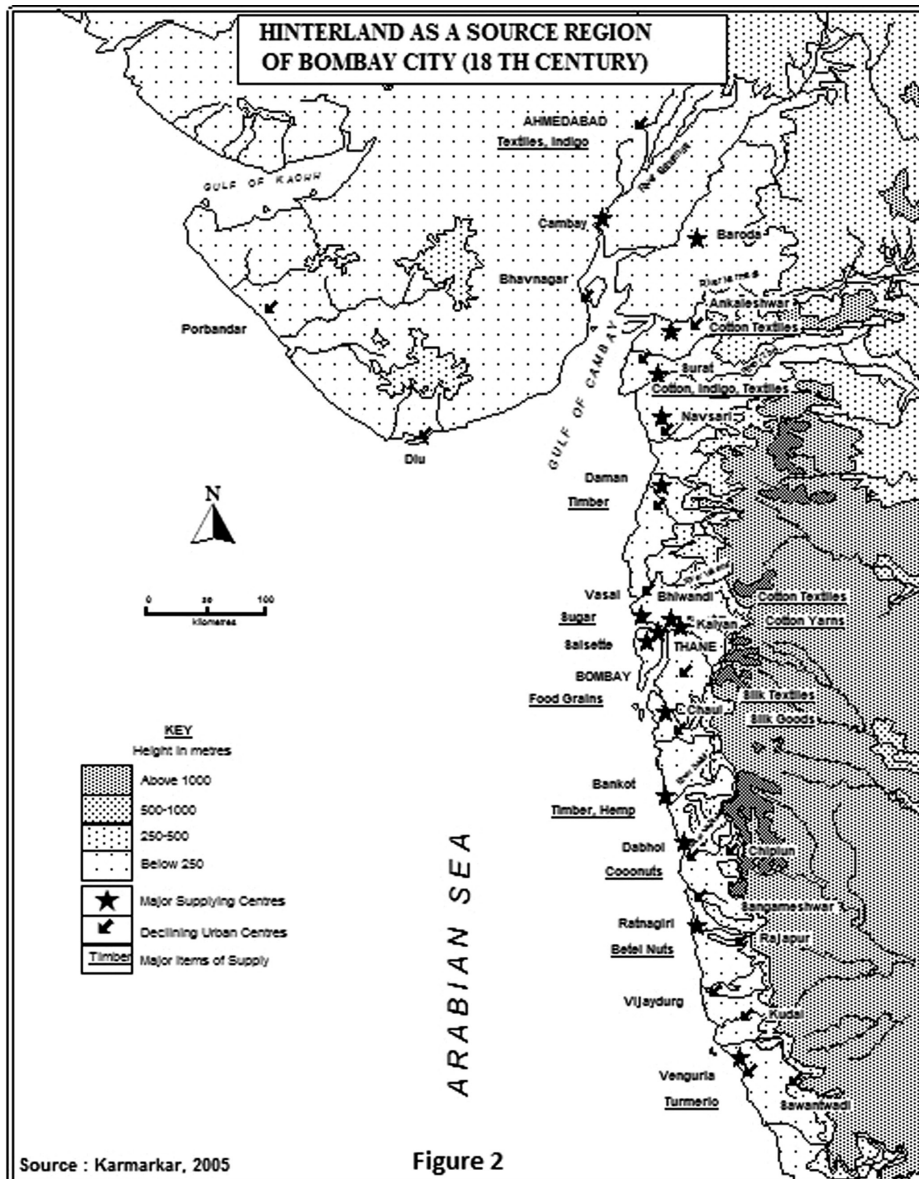 HINTERLAND AS A SOURCE REGION
OF BOMBAY CITY (18 TH CENTURY)
AHMEDABAD
Textiles, Indigo
GULF OF KACHH
Cambay
Baroda
Bhavnagar
Ankaleshwar
Cotton Textiles
Porbandar
GULF OF CAMBAY
Surat
Cotton, Indigo, Textiles
Navsari
Diu
Daman
Timber
N
0 50 100
kilometres
Vasai
Bhiwandi
Cotton Textiles
Sugar
Kalyan
Cotton Yarns
Salsette
THANE
BOMBAY
Food Grains
Silk Textiles
Chaul
Silk Goods
KEY
Height in metres
Above 1000
500-1000
250-500
Below 250
Major Supplying Centres
Declining Urban Centres
Timber
Major Items of Supply
Bankot
Timber, Hemp
Dabhol
Chiplun
Coconuts
Sangameshwar
Ratnagiri
Betel Nuts
Rajapur
Vijaydurg
Kudal
Vengurla
Turmeric
Sawantwadi
ARABIAN SEA
Source : Karmarkar, 2005
Figure 2